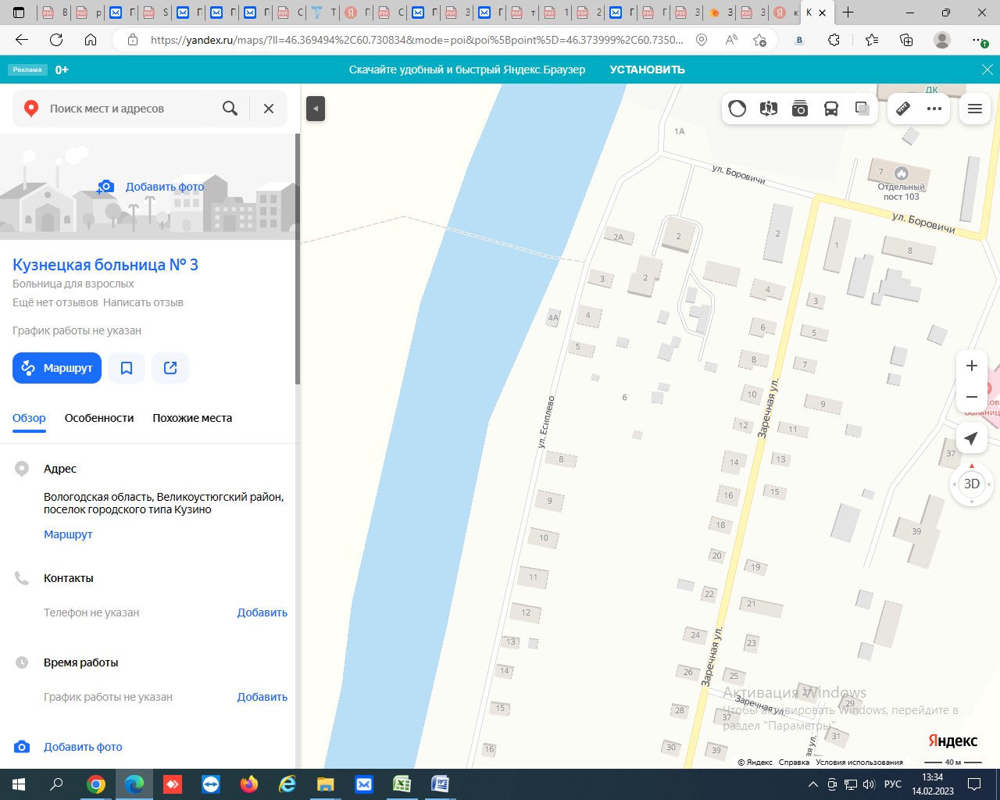 https://yandex.ru/maps/?ll=46.369494%2C60.730834&mode=poi&poi%5Bpoint%5D=46.373999%2C60.7350...
Реклама
0+
Скачайте удобный и быстрый Яндекс.Браузер
УСТАНОВИТЬ
Поиск мест и адресов
Добавить фото
Кузнецкая больница № 3
Больница для взрослых
Ещё нет отзывов Написать отзыв
График работы не указан
Маршрут
Обзор
Особенности
Похожие места
Адрес
Вологодская область, Великоустюгский район,
поселок городского типа Кузино
Маршрут
Контакты
Телефон не указан
Добавить
Время работы
График работы не указан
Добавить
Добавить фото
ДК
1А
ул. Боровичи
7
Отдельный
пост 103
ул. Боровичи
2А
2
2
1
8
3
2
4
3
4А
4
6
5
5
8
7
6
10
9
ул. Есиплево
Заречная ул.
12
11
8
14
13
37
9
16
15
3D
18
39
10
20
19
11
22
21
12
24
23
13
Заречная ул.
14
26
25
27
29
15
28
37
Заречная ул.
31
16
30
39
Активация Windows
Чтобы активировать Windows, перейдите в
раздел "Параметры"
Яндекс
© Яндекс Справка Условия использования
40 м
РУС
13:34
14.02.2023